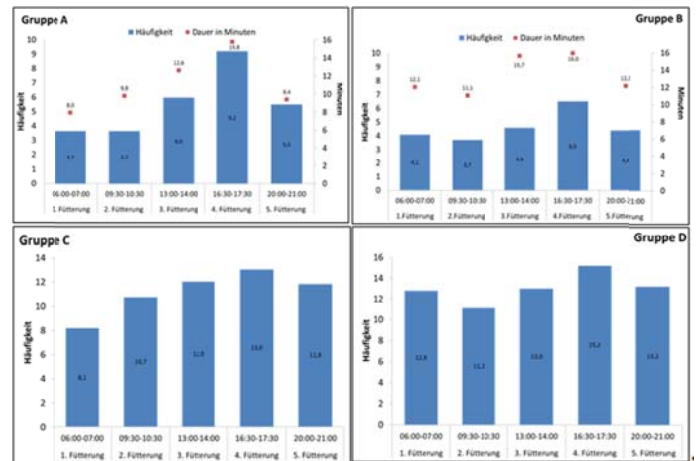 Gruppe A
Häufigkeit Dauer in Minuten
10 9 8 7 6 5 4 3 2 1 0
Häufigkeit
8,0 9,8 12,6 15,8 9,4
6,0 9,2 5,5
16 14 12 10 8 6 4 2 0
Minuten
06:00-07:00 09:30-10:30 13:00-14:00 16:30-17:30 20:00-21:00
1. Fütterung 2. Fütterung 3. Fütterung 4. Fütterung 5. Fütterung
Gruppe B
Häufigkeit Dauer in Minuten
10 9 8 7 6 5 4 3 2 1 0
Häufigkeit
12,1 11,1 15,7 16,0
4,1 3,7 4,6 6,5 4,4
16 14 12 10 8 6 4 2 0
Minuten
06:00-07:00 09:30-10:30 13:00-14:00 16:30-17:30 20:00-21:00
1.Fütterung 2.Fütterung 3. Fütterung 4. Fütterung 5.Fütterung
Gruppe C
14 12 10 8 6 4 2 0
Häufigkeit
8,2 10,7 12,0 13,0 11,8
06:00-07:00 09:30-10:30 13:00-14:00 16:30-17:30 20:00-21:00
1. Fütterung 2. Fütterung 3. Fütterung 4. Fütterung 5. Fütterung
Gruppe D
16 14 12 10 8 6 4 2 0
Häufigkeit
12,8 11,2 13,0 15,2 13,2
06:00-07:00 09:30-10:30 13:00-14:00 16:30-17:30 20:00-21:00
1. Fütterung 2. Fütterung 3. Fütterung 4. Fütterung 5. Fütterung